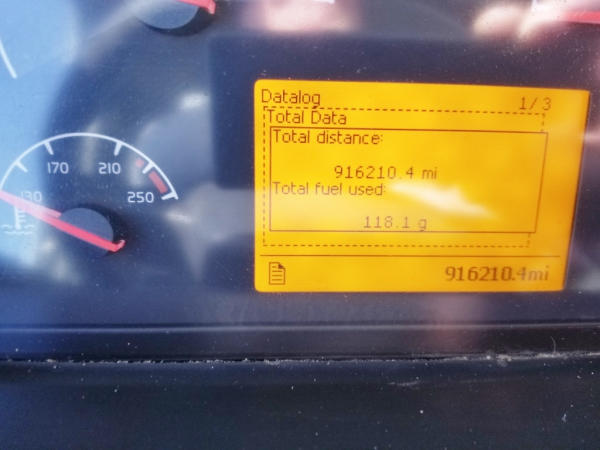 Datalog 1/3
Total Data
Total distance:
916210.4 mi
Total fuel used:
118.1 g
916210.4mi
130 170 210 250